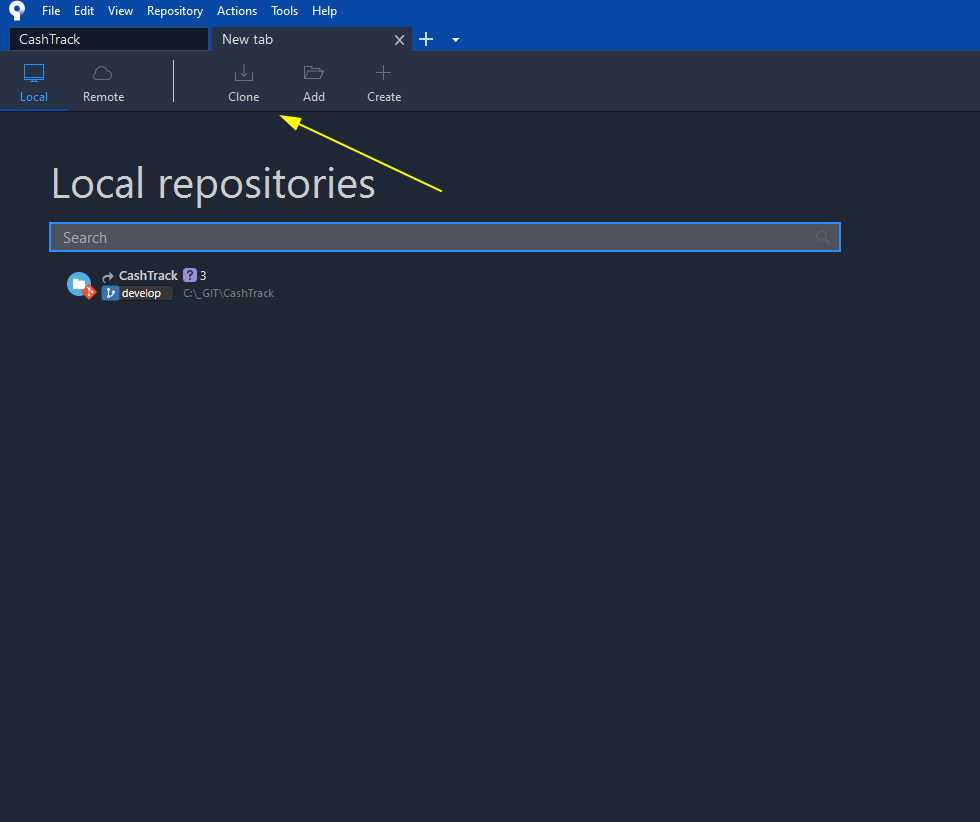 File Edit View Repository Actions Tools Help
CashTrack New tab
Local Remote Clone Add Create
Local repositories
Search
CashTrack ? 3
develop C:\_GIT\CashTrack